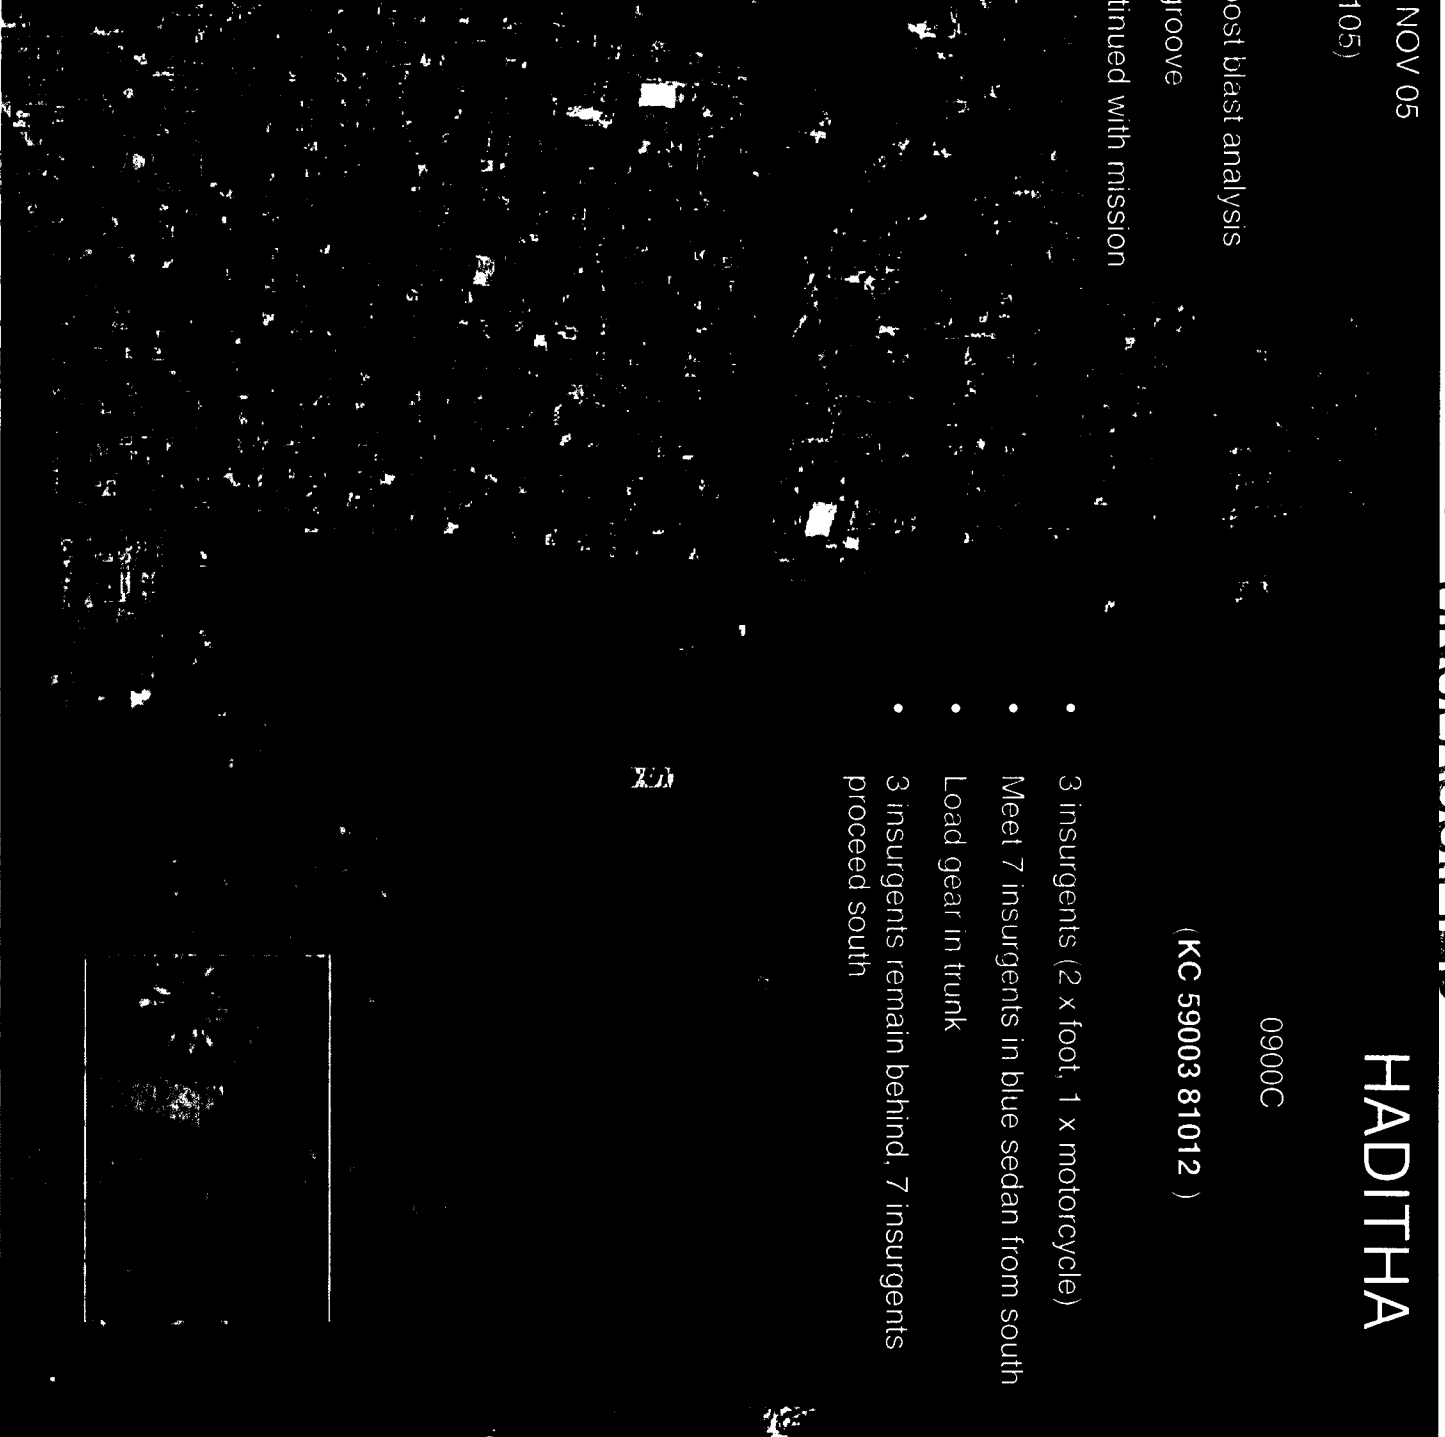 NOV 05
105)
post blast analysis
groove
tinued with mission
HADITHA
0900C
(KC 59003 81012 )
• 3 insurgents (2 x foot, 1 x motorcycle)
• Meet 7 insurgents in blue sedan from south
• Load gear in trunk
• 3 insurgents remain behind, 7 insurgents
proceed south